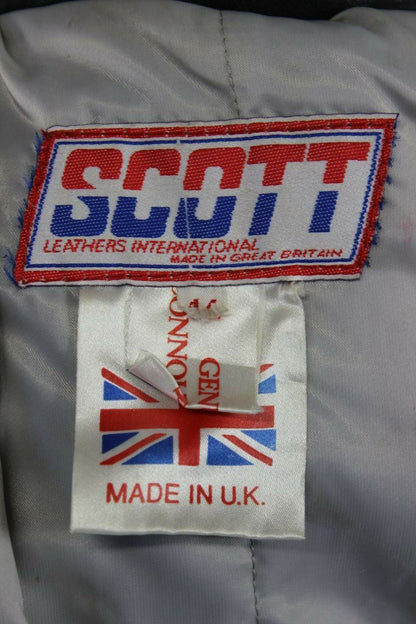 SCOTT
LEATHERS INTERNATIONAL
MADE IN GREAT BRITAIN
MADE IN U.K.